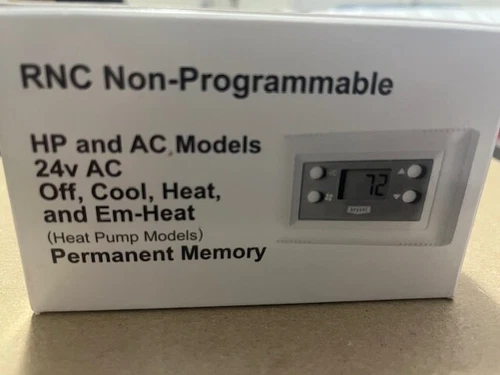 RNC Non-Programmable
HP and AC Models
24v AC
Off, Cool, Heat,
and Em-Heat
(Heat Pump Models)
Permanent Memory
72